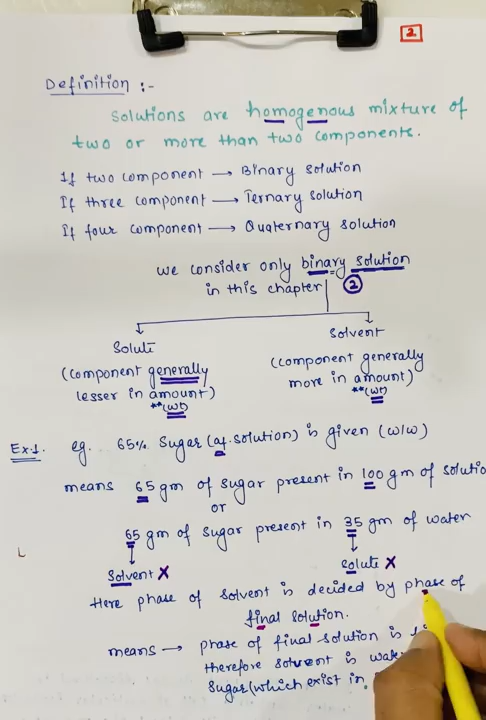 2
Definition :-
Solutions are homogenous mixture of
two or more than two components.
If two component → Binary solution
If three component → Ternary solution
If four component → Quaternary solution
we consider only binary solution
in this chapter 2
Solute
(component generally
lesser in amount)
**(wt)
Solvent
(component generally
more in amount)
**(wt)
Ex1. eg. 65% Sugar (aq. solution) is given (w/w)
means 65 gm of sugar present in 100 gm of solutio
or
65 gm of sugar present in 35 gm of water
Solvent X
Solute X
Here phase of solvent is decided by phase of
final solution.
means → phase of final solution is
therefore solvent is wate
Sugar (which exist in